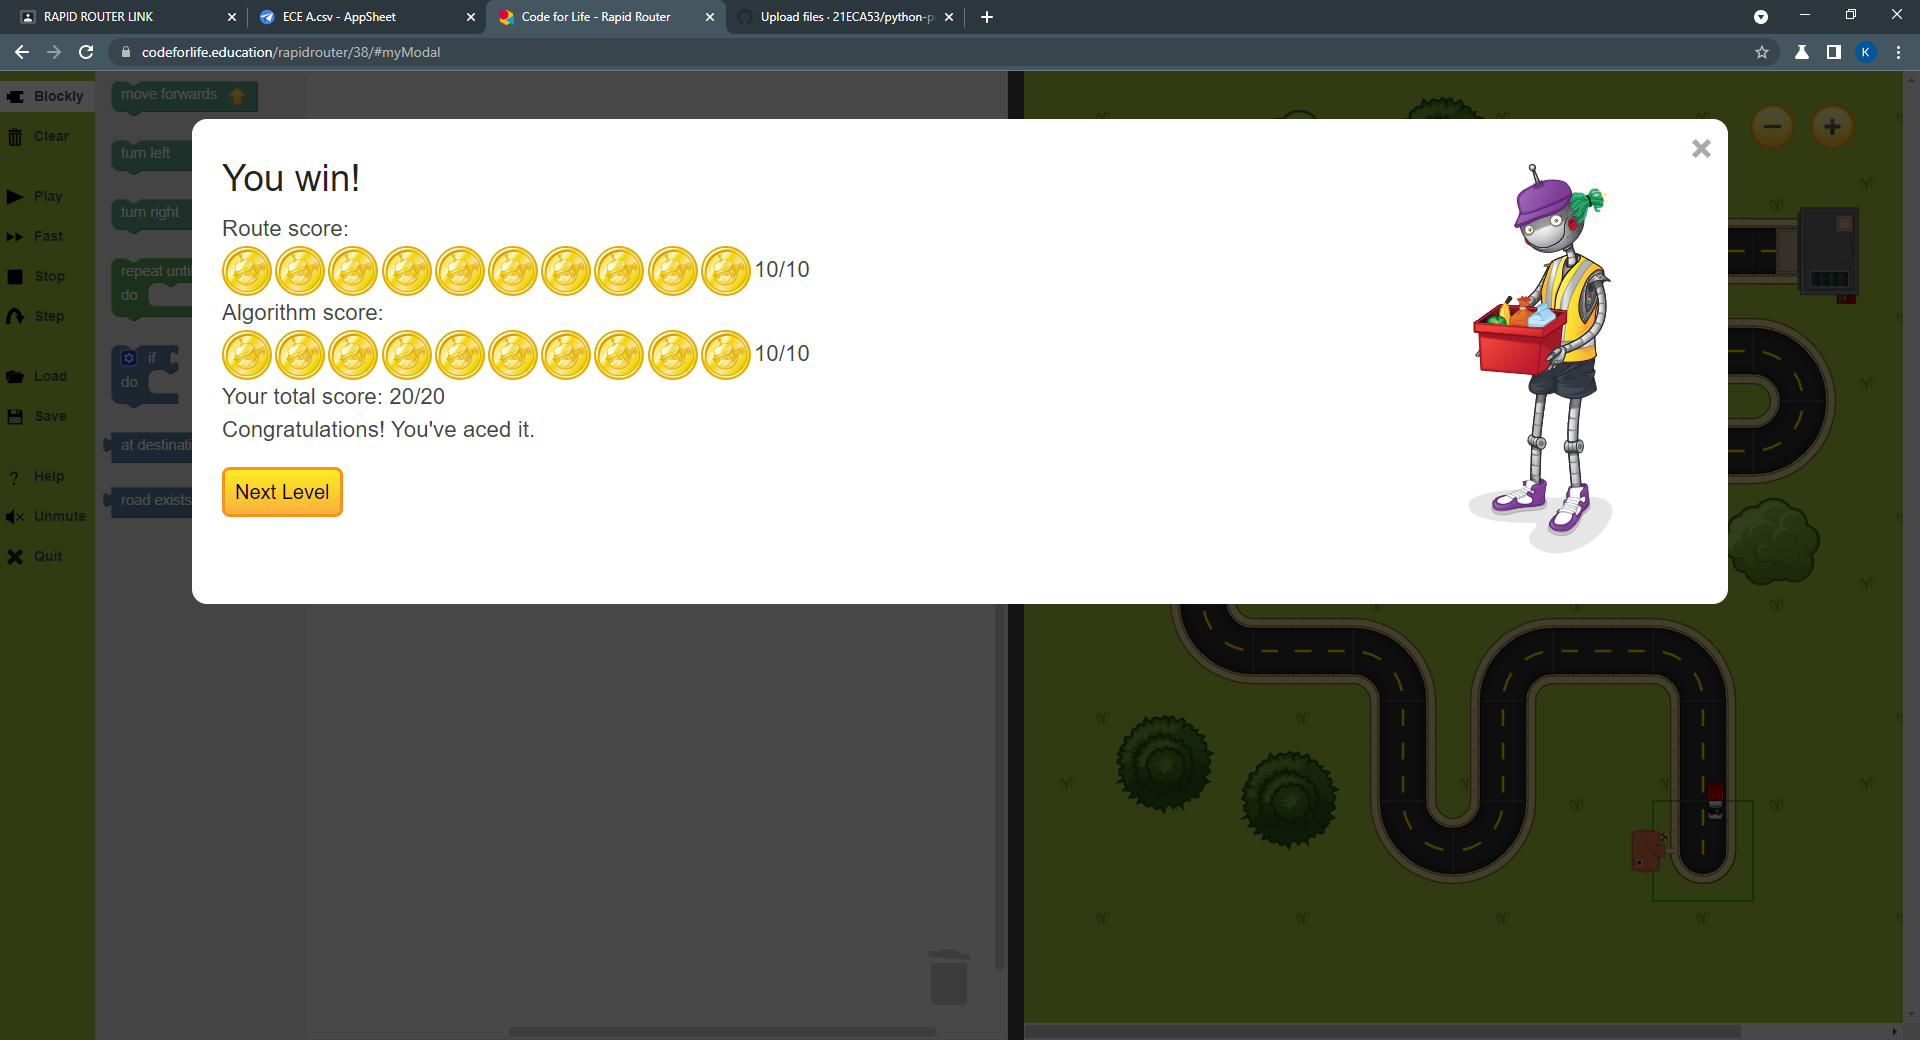 RAPID ROUTER LINK
ECE A.csv - AppSheet
Code for Life - Rapid Router
Upload files · 21ECA53/python-p
codeforlife.education/rapidrouter/38/#myModal
K
Blockly
Clear
Play
Fast
Stop
Step
Load
Save
? Help
Unmute
Quit
move forwards
turn left
turn right
repeat until
do
if
do
at destinati
road exists
You win!
Route score:
10/10
Algorithm score:
10/10
Your total score: 20/20
Congratulations! You've aced it.
Next Level